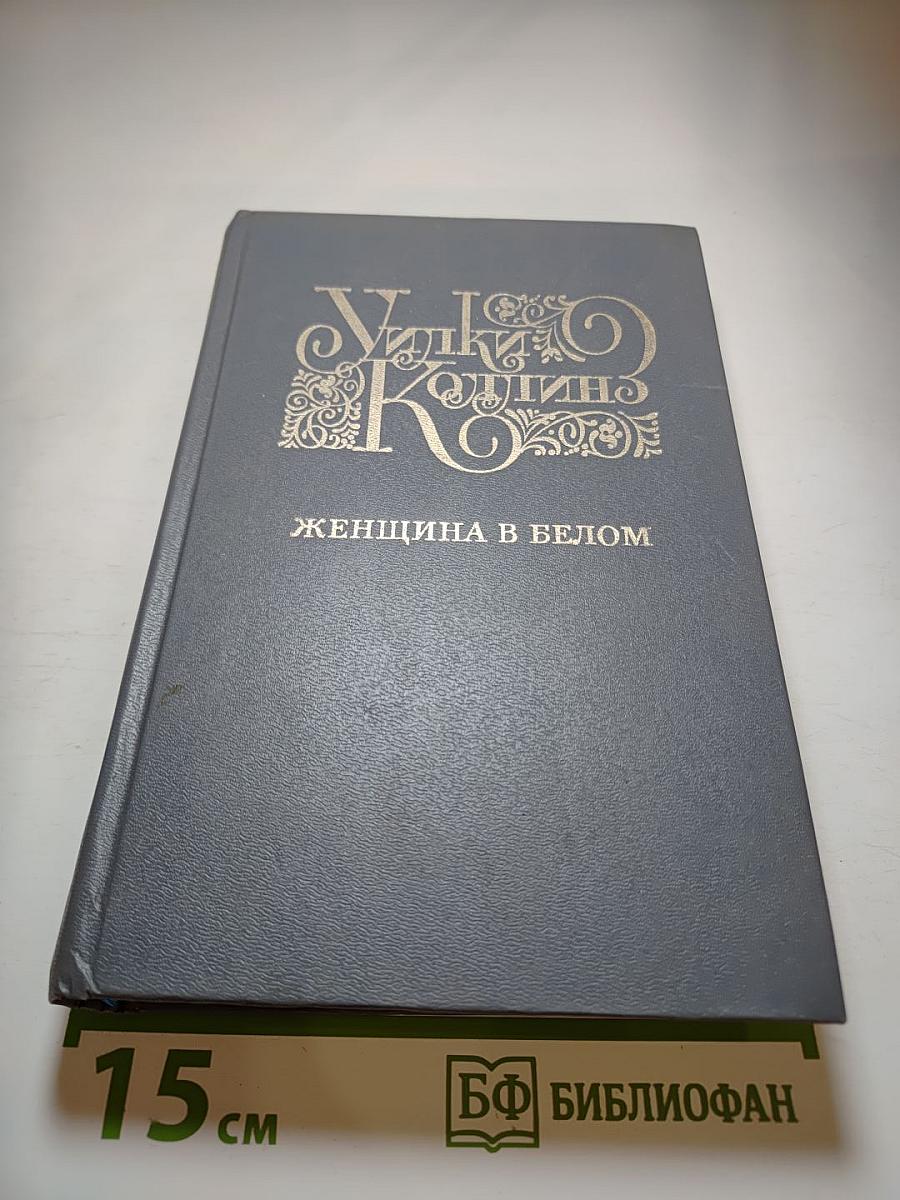 Уилки
Коллинз
ЖЕНЩИНА В БЕЛОМ
15 см
БФ БИБЛИОФАН